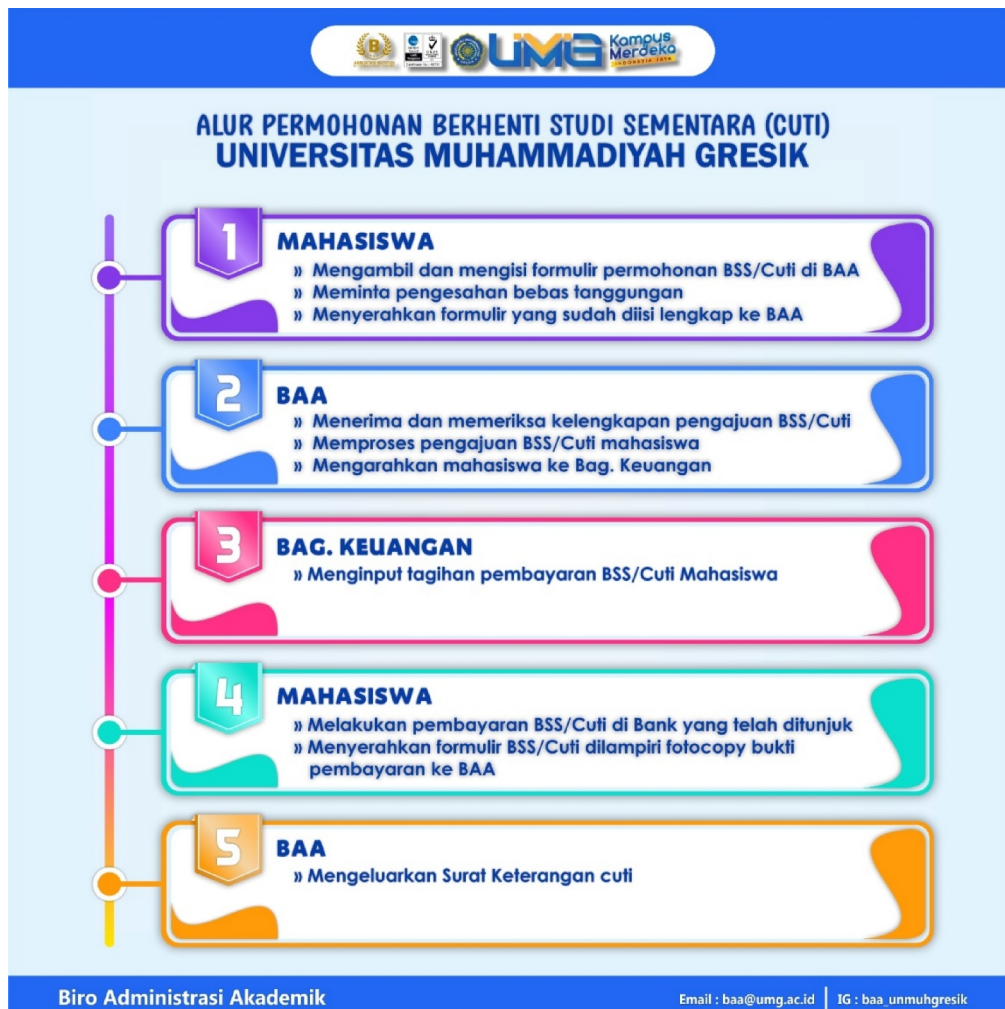 UMG Kampus Merdeka
INDONESIA JAYA
ALUR PERMOHONAN BERHENTI STUDI SEMENTARA (CUTI)
UNIVERSITAS MUHAMMADIYAH GRESIK
1
MAHASISWA
» Mengambil dan mengisi formulir permohonan BSS/Cuti di BAA
» Meminta pengesahan bebas tanggungan
» Menyerahkan formulir yang sudah diisi lengkap ke BAA
2
BAA
» Menerima dan memeriksa kelengkapan pengajuan BSS/Cuti
» Memproses pengajuan BSS/Cuti mahasiswa
» Mengarahkan mahasiswa ke Bag. Keuangan
3
BAG. KEUANGAN
» Menginput tagihan pembayaran BSS/Cuti Mahasiswa
4
MAHASISWA
» Melakukan pembayaran BSS/Cuti di Bank yang telah ditunjuk
» Menyerahkan formulir BSS/Cuti dilampiri fotocopy bukti
pembayaran ke BAA
5
BAA
» Mengeluarkan Surat Keterangan cuti
Biro Administrasi Akademik
Email : baa@umg.ac.id | IG : baa_unmuhgresik